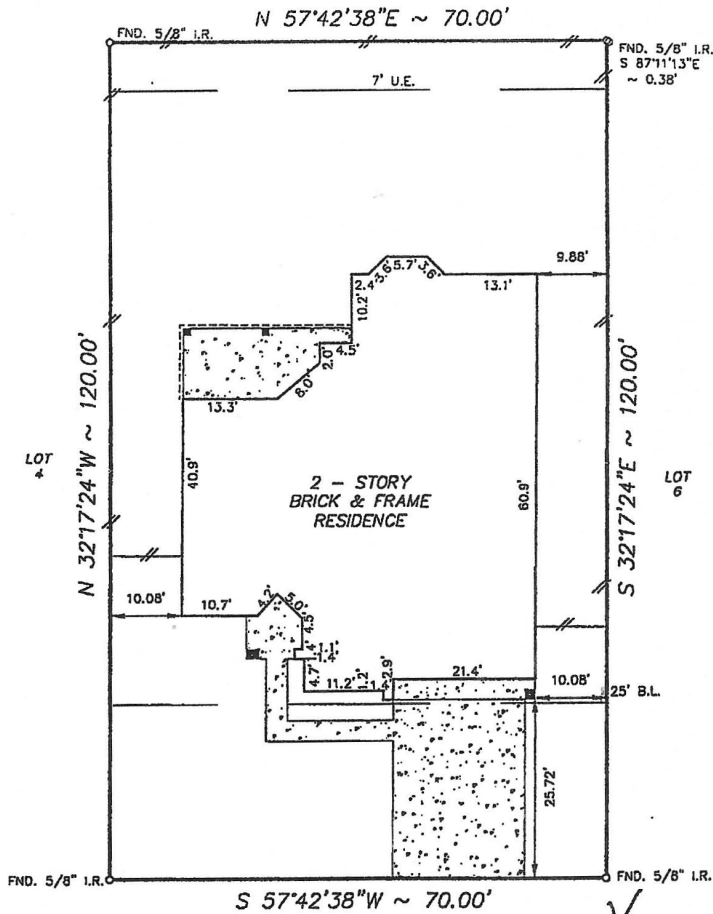 N 57°42'38"E ~ 70.00'
FND. 5/8" I.R.
FND. 5/8" I.R.
S 87°11'13"E
~ 0.38'
7' U.E.
9.88'
2.4'
3.6'
5.7'
3.6'
13.1'
10.2'
4.5'
2.0'
8.0'
13.3'
N 32°17'24"W ~ 120.00'
S 32°17'24"E ~ 120.00'
LOT
4
LOT
6
40.9'
60.9'
2 - STORY
BRICK & FRAME
RESIDENCE
10.08'
10.7'
4.2'
5.0'
4.5'
1.1'
1.4'
4.7'
11.2'
1.2'
2.9'
21.4'
10.08'
25' B.L.
25.72'
FND. 5/8" I.R.
FND. 5/8" I.R.
S 57°42'38"W ~ 70.00'